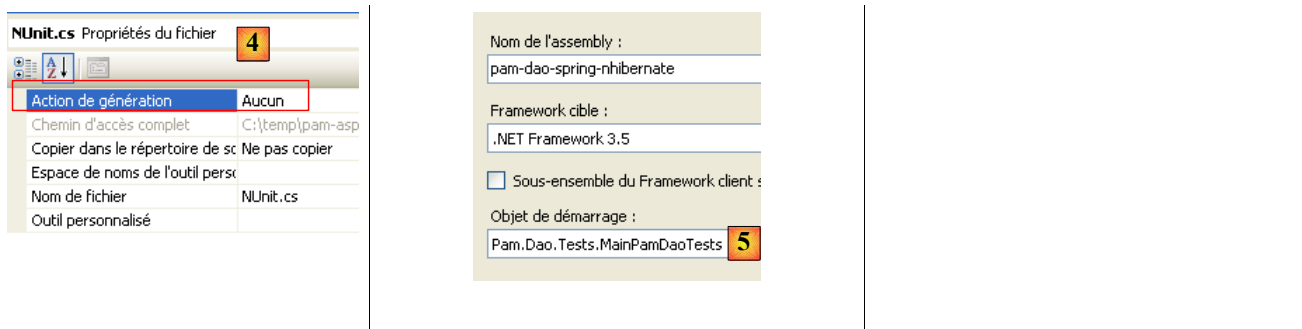 NUnit.cs Propriétés du fichier
4
Action de génération Aucun
Chemin d'accès complet C:\temp\pam-asp
Copier dans le répertoire de sc Ne pas copier
Espace de noms de l'outil perso
Nom de fichier NUnit.cs
Outil personnalisé
Nom de l'assembly :
pam-dao-spring-nhibernate
Framework cible :
.NET Framework 3.5
Sous-ensemble du Framework client s
Objet de démarrage :
Pam.Dao.Tests.MainPamDaoTests 5